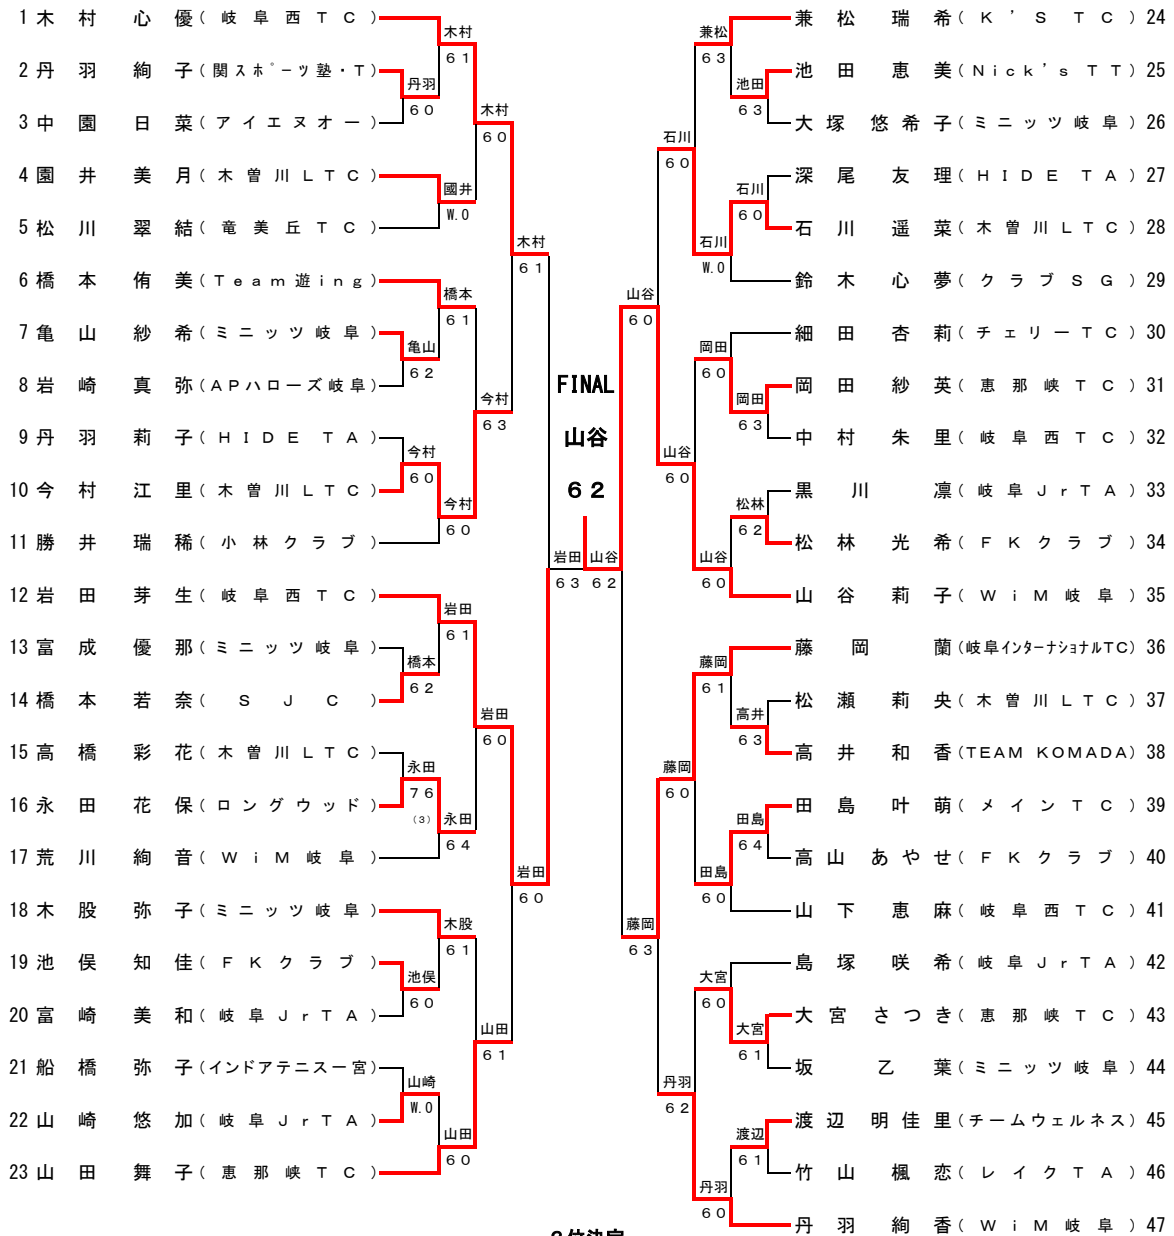 1 木村 心優 (岐阜西TC)
2 丹羽 絢子 (関スポーツ塾・T)
3 中園 日菜 (アイエヌオー)
4 園井 美月 (木曽川LTC)
5 松川 翠結 (竜美丘TC)
6 橋本 侑美 (Team遊ing)
7 亀山 紗希 (ミニッツ岐阜)
8 岩崎 真弥 (APハローズ岐阜)
9 丹羽 莉子 (HIDE TA)
10 今村 江里 (木曽川LTC)
11 勝井 瑞稀 (小林クラブ)
12 岩田 芽生 (岐阜西TC)
13 富成 優那 (ミニッツ岐阜)
14 橋本 若奈 (SJC)
15 高橋 彩花 (木曽川LTC)
16 永田 花保 (ロングウッド)
17 荒川 絢音 (WiM岐阜)
18 木股 弥子 (ミニッツ岐阜)
19 池俣 知佳 (FKクラブ)
20 富崎 美和 (岐阜JrTA)
21 船橋 弥子 (インドアテニス一宮)
22 山崎 悠加 (岐阜JrTA)
23 山田 舞子 (恵那峡TC)
丹羽
60
亀山
62
今村
60
橋本
62
永田
76
(3)
池俣
60
山崎
W.0
木村
61
國井
W.0
橋本
61
今村
60
岩田
61
永田
64
木股
61
山田
60
木村
60
今村
63
岩田
60
山田
61
木村
61
岩田
60
岩田
63
FINAL
山谷
62
山谷
62
山谷
60
藤岡
63
石川
60
山谷
60
藤岡
60
丹羽
62
兼松
63
石川
W.0
岡田
60
山谷
60
藤岡
61
田島
60
大宮
60
丹羽
60
池田
63
石川
60
岡田
63
松林
62
高井
63
田島
64
大宮
61
渡辺
61
兼松 瑞希 (K'S TC) 24
池田 恵美 (Nick's TT) 25
大塚 悠希子 (ミニッツ岐阜) 26
深尾 友理 (HIDE TA) 27
石川 遥菜 (木曽川LTC) 28
鈴木 心夢 (クラブSG) 29
細田 杏莉 (チェリーTC) 30
岡田 紗英 (恵那峡TC) 31
中村 朱里 (岐阜西TC) 32
黒川 凛 (岐阜JrTA) 33
松林 光希 (FKクラブ) 34
山谷 莉子 (WiM岐阜) 35
藤岡 蘭 (岐阜インターナショナルTC) 36
松瀬 莉央 (木曽川LTC) 37
高井 和香 (TEAM KOMADA) 38
田島 叶萌 (メインTC) 39
高山 あやせ (FKクラブ) 40
山下 恵麻 (岐阜西TC) 41
島塚 咲希 (岐阜JrTA) 42
大宮 さつき (恵那峡TC) 43
坂 乙葉 (ミニッツ岐阜) 44
渡辺 明佳里 (チームウェルネス) 45
竹山 楓恋 (レイクTA) 46
丹羽 絢香 (WiM岐阜) 47